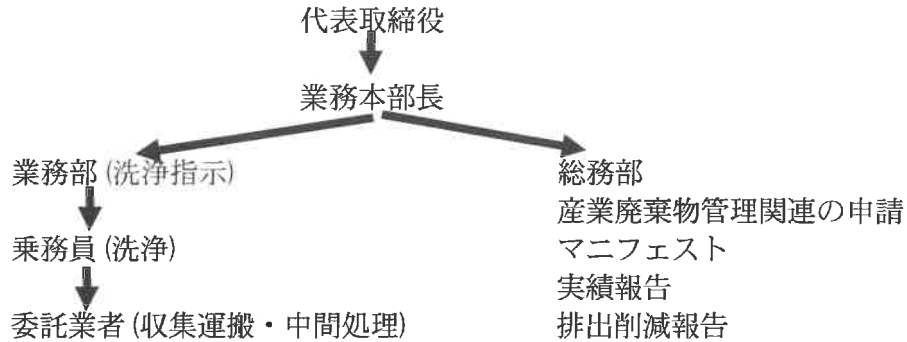 代表取締役
業務本部長
業務部 (洗浄指示)
乗務員 (洗浄)
委託業者 (収集運搬・中間処理)
総務部
産業廃棄物管理関連の申請
マニフェスト
実績報告
排出削減報告